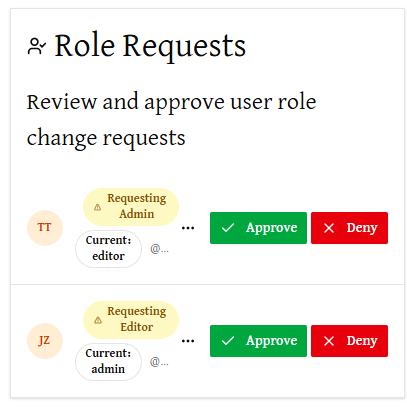 Role Requests
Review and approve user role
change requests
TT
Requesting
Admin
Current:
editor
@...
...
Approve
Deny
JZ
Requesting
Editor
Current:
admin
@...
...
Approve
Deny